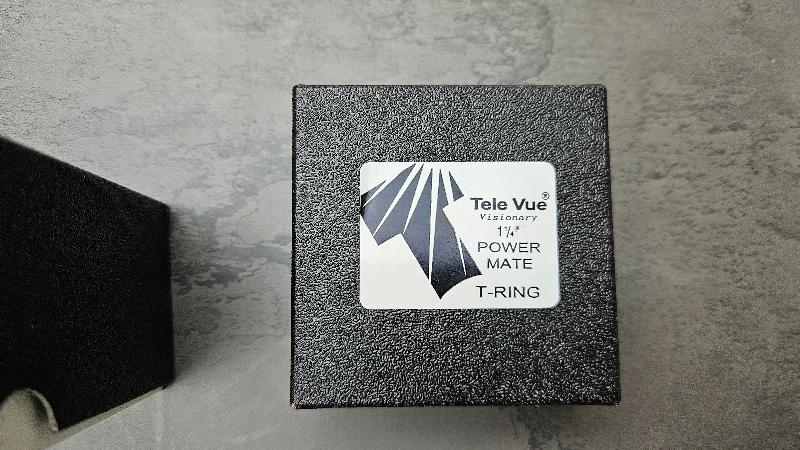 Tele Vue®
Visionary
1¼"
POWER
MATE
T-RING